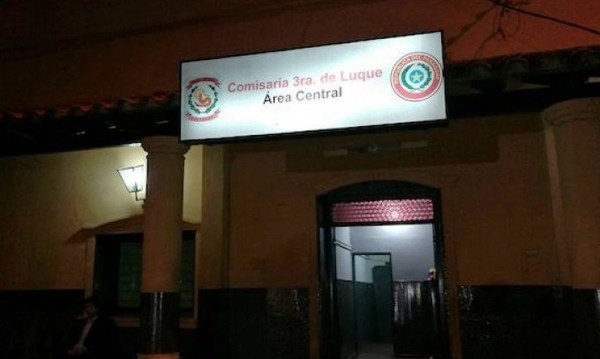 Comisaría 3ra. de Luque
Área Central